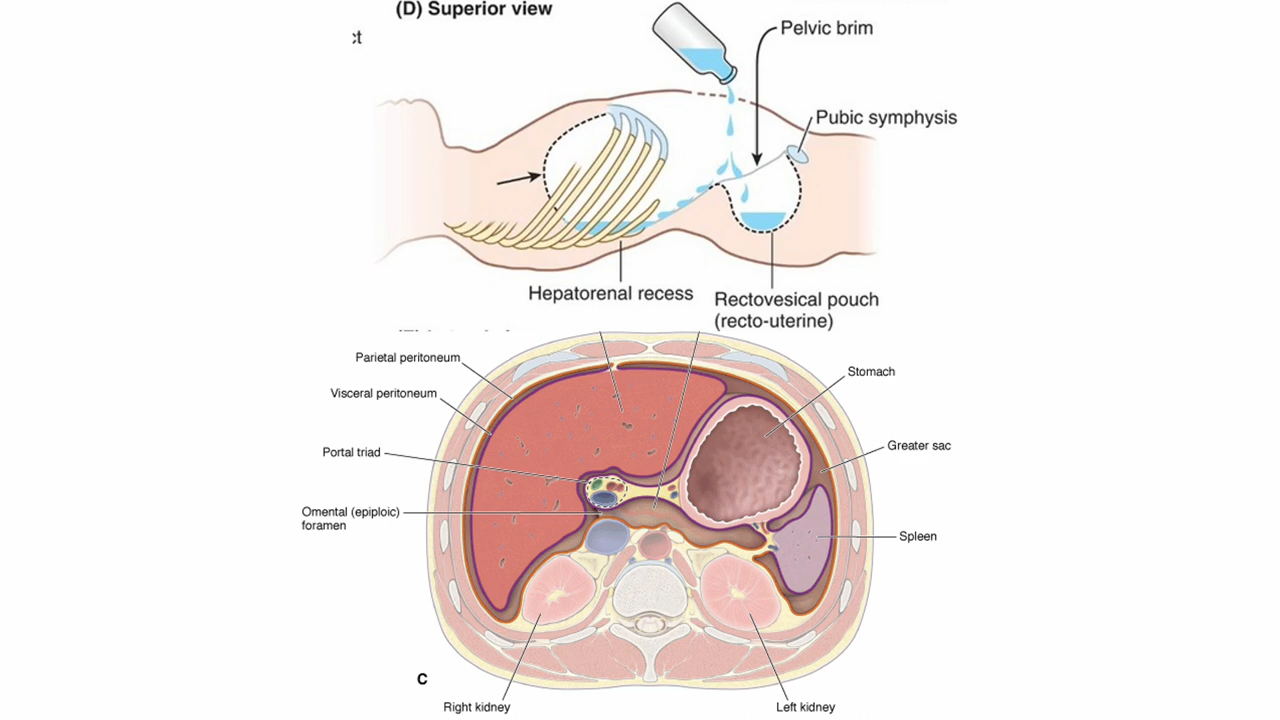 (D) Superior view
ct
Pelvic brim
Pubic symphysis
Hepatorenal recess
Rectovesical pouch
(recto-uterine)
Parietal peritoneum
Visceral peritoneum
Portal triad
Omental (epiploic)
foramen
Stomach
Greater sac
Spleen
C
Right kidney
Left kidney